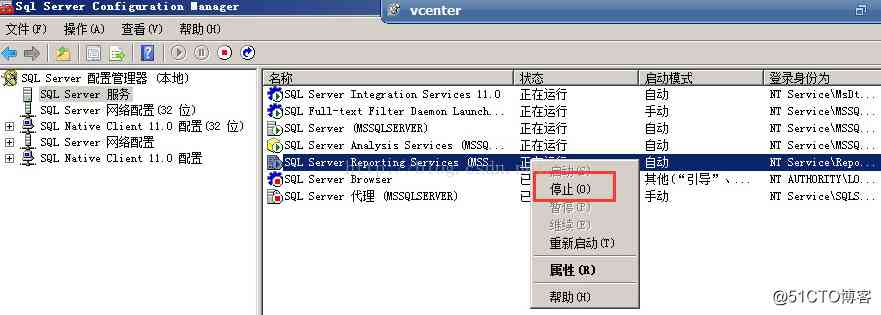 Sql Server Configuration Manager
vcenter
文件(F) 操作(A) 查看(V) 帮助(H)
SQL Server 配置管理器 (本地)
SQL Server 服务
SQL Server 网络配置(32 位)
SQL Native Client 11.0 配置(32 位)
SQL Server 网络配置
SQL Native Client 11.0 配置
名称 状态 启动模式 登录身份为
SQL Server Integration Services 11.0 正在运行 自动 NT Service\MsDt...
SQL Full-text Filter Daemon Launch... 正在运行 手动 NT Service\MSSQ...
SQL Server (MSSQLSERVER) 正在运行 自动 NT Service\MSSQ...
SQL Server Analysis Services (MSSQ... 正在运行 自动 NT Service\MSSQ...
SQL Server Reporting Services (MSS... 正在运行 自动 NT Service\Repo...
SQL Server Browser 已 其他(“引导”、... NT AUTHORITY\LO...
SQL Server 代理 (MSSQLSERVER) 已 手动 NT Service\SQLS...
启动(S)
停止(O)
暂停(P)
继续(E)
重新启动(T)
属性(R)
帮助(H)
@51CTO博客